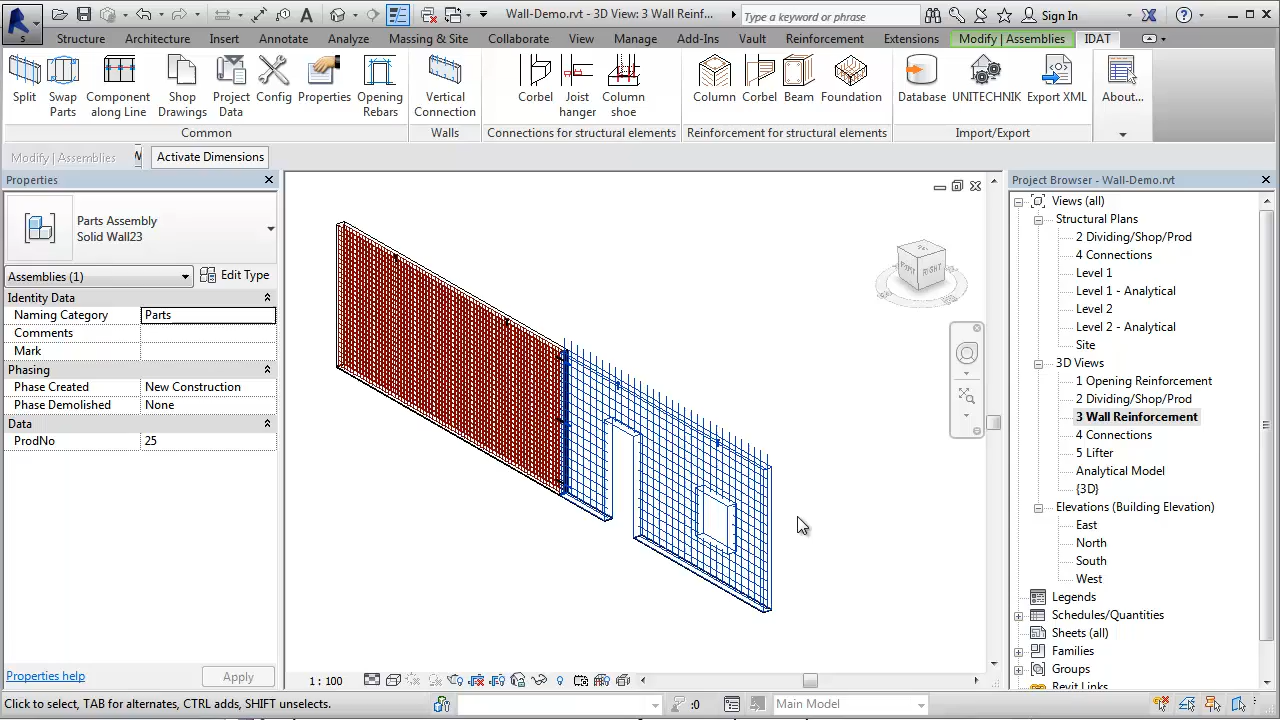 Wall-Demo.rvt - 3D View: 3 Wall Reinf...
Type a keyword or phrase
Sign In
Structure
Architecture
Insert
Annotate
Analyze
Massing & Site
Collaborate
View
Manage
Add-Ins
Vault
Reinforcement
Extensions
Modify | Assemblies
IDAT
Split
Swap Parts
Component along Line
Shop Drawings
Project Data
Config
Properties
Opening Rebars
Vertical Connection
Corbel
Joist hanger
Column shoe
Column
Corbel
Beam
Foundation
Database
UNITECHNIK
Export XML
About...
Common
Walls
Connections for structural elements
Reinforcement for structural elements
Import/Export
Modify | Assemblies
Activate Dimensions
Properties
Parts Assembly
Solid Wall23
Assemblies (1)
Edit Type
Identity Data
Naming Category Parts
Comments
Mark
Phasing
Phase Created New Construction
Phase Demolished None
Data
ProdNo 25
Properties help
Apply
RIGHT
1 : 100
Project Browser - Wall-Demo.rvt
Views (all)
Structural Plans
2 Dividing/Shop/Prod
4 Connections
Level 1
Level 1 - Analytical
Level 2
Level 2 - Analytical
Site
3D Views
1 Opening Reinforcement
2 Dividing/Shop/Prod
3 Wall Reinforcement
4 Connections
5 Lifter
Analytical Model
{3D}
Elevations (Building Elevation)
East
North
South
West
Legends
Schedules/Quantities
Sheets (all)
Families
Groups
Revit Links
Click to select, TAB for alternates, CTRL adds, SHIFT unselects.
:0
Main Model